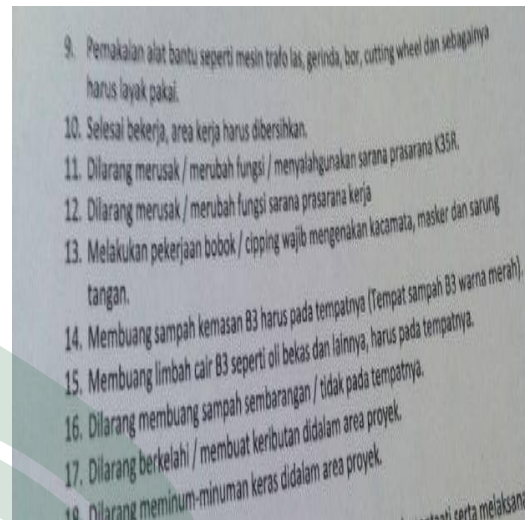 9. Pemakaian alat bantu seperti mesin trafo las, gerinda, bor, cutting wheel dan sebagainya
harus layak pakai.
10. Selesai bekerja, area kerja harus dibersihkan.
11. Dilarang merusak / merubah fungsi / menyalahgunakan sarana prasarana K35R.
12. Dilarang merusak / merubah fungsi sarana prasarana kerja
13. Melakukan pekerjaan bobok / cipping wajib mengenakan kacamata, masker dan sarung
tangan.
14. Membuang sampah kemasan B3 harus pada tempatnya (Tempat sampah B3 warna merah).
15. Membuang limbah cair B3 seperti oli bekas dan lainnya, harus pada tempatnya.
16. Dilarang membuang sampah sembarangan / tidak pada tempatnya.
17. Dilarang berkelahi / membuat keributan didalam area proyek.
18. Dilarang meminum-minuman keras didalam area proyek.
serta melaksana